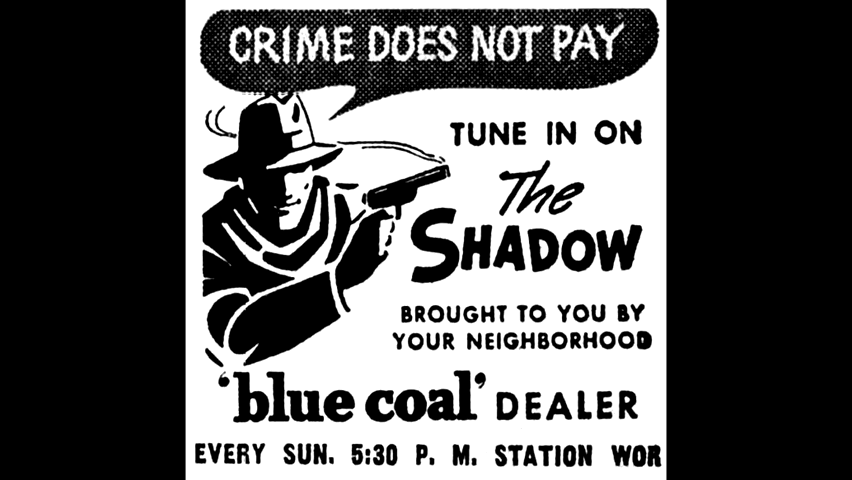 CRIME DOES NOT PAY
TUNE IN ON
The
SHADOW
BROUGHT TO YOU BY
YOUR NEIGHBORHOOD
'blue coal' DEALER
EVERY SUN. 5:30 P. M. STATION WOR